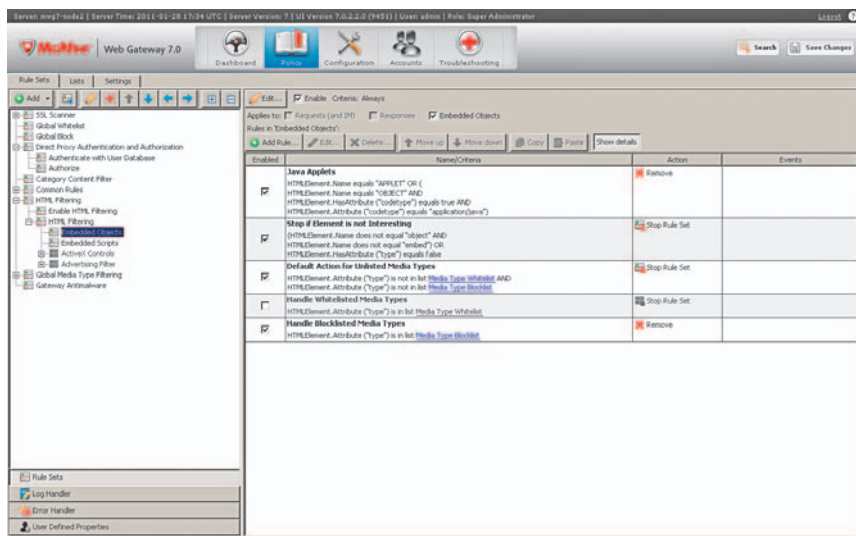 Server: mwg7-node2 | Server Time: 2011-01-28 17:34 UTC | Server Version: 7 | UI Version 7.0.2.2.0 (9451) | User: admin | Role: Super Administrator
Logout
McAfee Web Gateway 7.0
Dashboard Policy Configuration Accounts Troubleshooting
Search Save Changes
Rule Sets Lists Settings
Add
SSL Scanner
Global Whitelist
Global Block
Direct Proxy Authentication and Authorization
Authenticate with User Database
Authorize
Category Content Filter
Common Rules
HTML Filtering
Enable HTML Filtering
HTML Filtering
Embedded Objects
Embedded Scripts
ActiveX Controls
Advertising Filter
Global Media Type Filtering
Gateway Antimalware
Rule Sets
Log Handler
Error Handler
User Defined Properties
Edit... Enable Criteria: Always
Applies to: Requests (and IM) Responses Embedded Objects
Rules in 'Embedded Objects':
Add Rule... Edit... Delete... Move up Move down Copy Paste Show details
Enabled Name/Criteria Action Events
Java Applets Remove
HTMLElement.Name equals "APPLET" OR (
HTMLElement.Name equals "OBJECT" AND
HTMLElement.HasAttribute ("codetype") equals true AND
HTMLElement.Attribute ("codetype") equals "application/java")
Stop if Element is not Interesting Stop Rule Set
(HTMLElement.Name does not equal "object" AND
HTMLElement.Name does not equal "embed") OR
HTMLElement.HasAttribute ("type") equals false
Default Action for Unlisted Media Types Stop Rule Set
HTMLElement.Attribute ("type") is not in list Media Type Whitelist AND
HTMLElement.Attribute ("type") is not in list Media Type Blocklist
Handle Whitelisted Media Types Stop Rule Set
HTMLElement.Attribute ("type") is in list Media Type Whitelist
Handle Blocklisted Media Types Remove
HTMLElement.Attribute ("type") is in list Media Type Blocklist